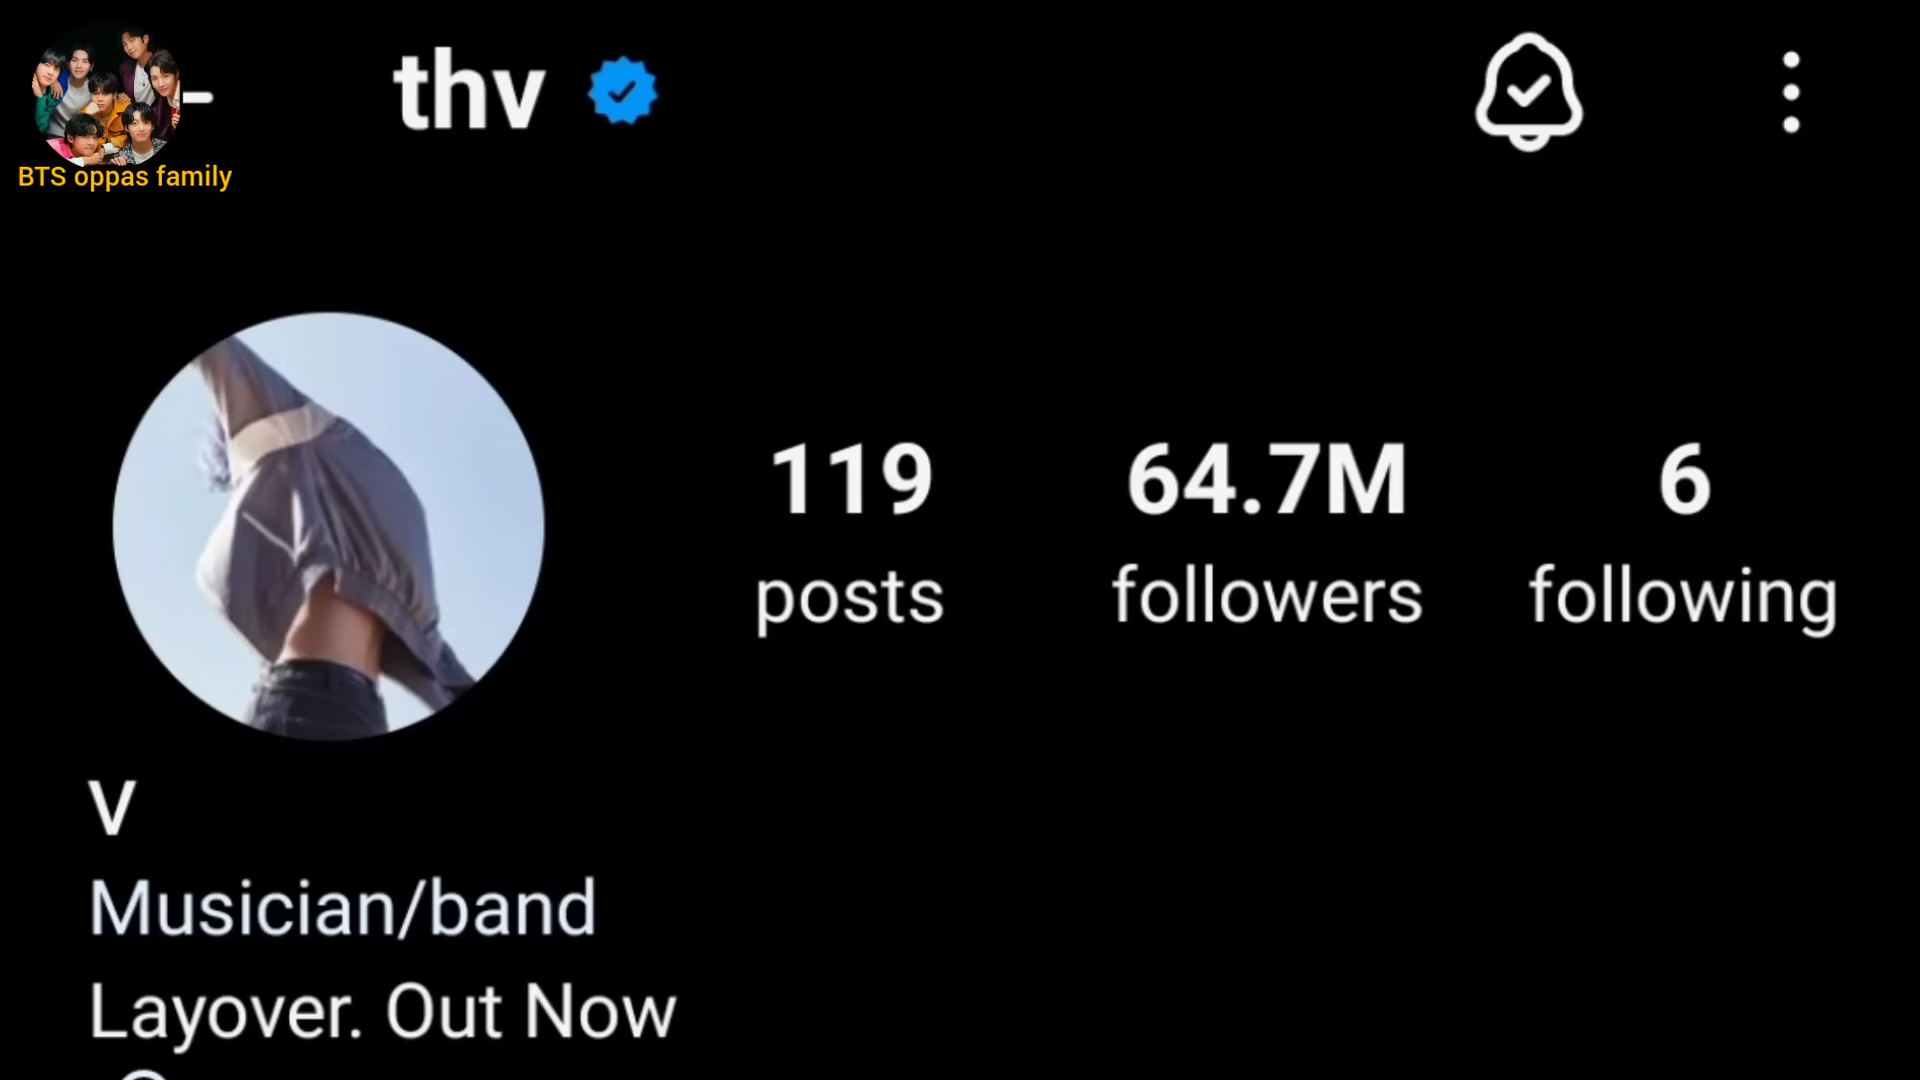 thv
BTS oppas family
119 64.7M 6
posts followers following
V
Musician/band
Layover. Out Now